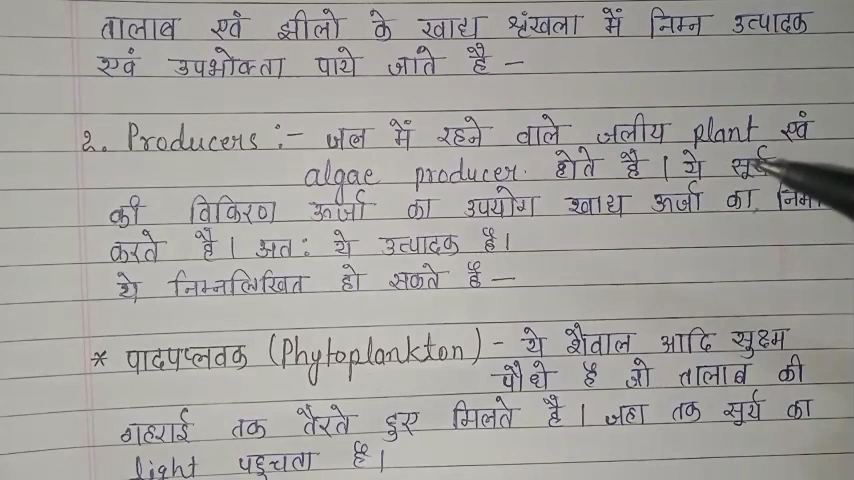 तालाब एवं झीलो के खाद्य श्रृंखला में निम्न उत्पादक
एवं उपभोक्ता पाये जाते है –
2. Producers :- जल में रहने वाले जलीय plant एवं
algae producer. होते है । ये सूर्य
की विकिरण ऊर्जा का उपयोग खाद्य ऊर्जा का
करते है । अतः ये उत्पादक है।
ये निम्नलिखित हो सकते है –
* पादपप्लवक (Phytoplankton) – ये शैवाल आदि सुक्ष्म
पौधे है जो तालाब की
गहराई तक तैरते हुए मिलते है । जहा तक सूर्य का
light पहुचता है।